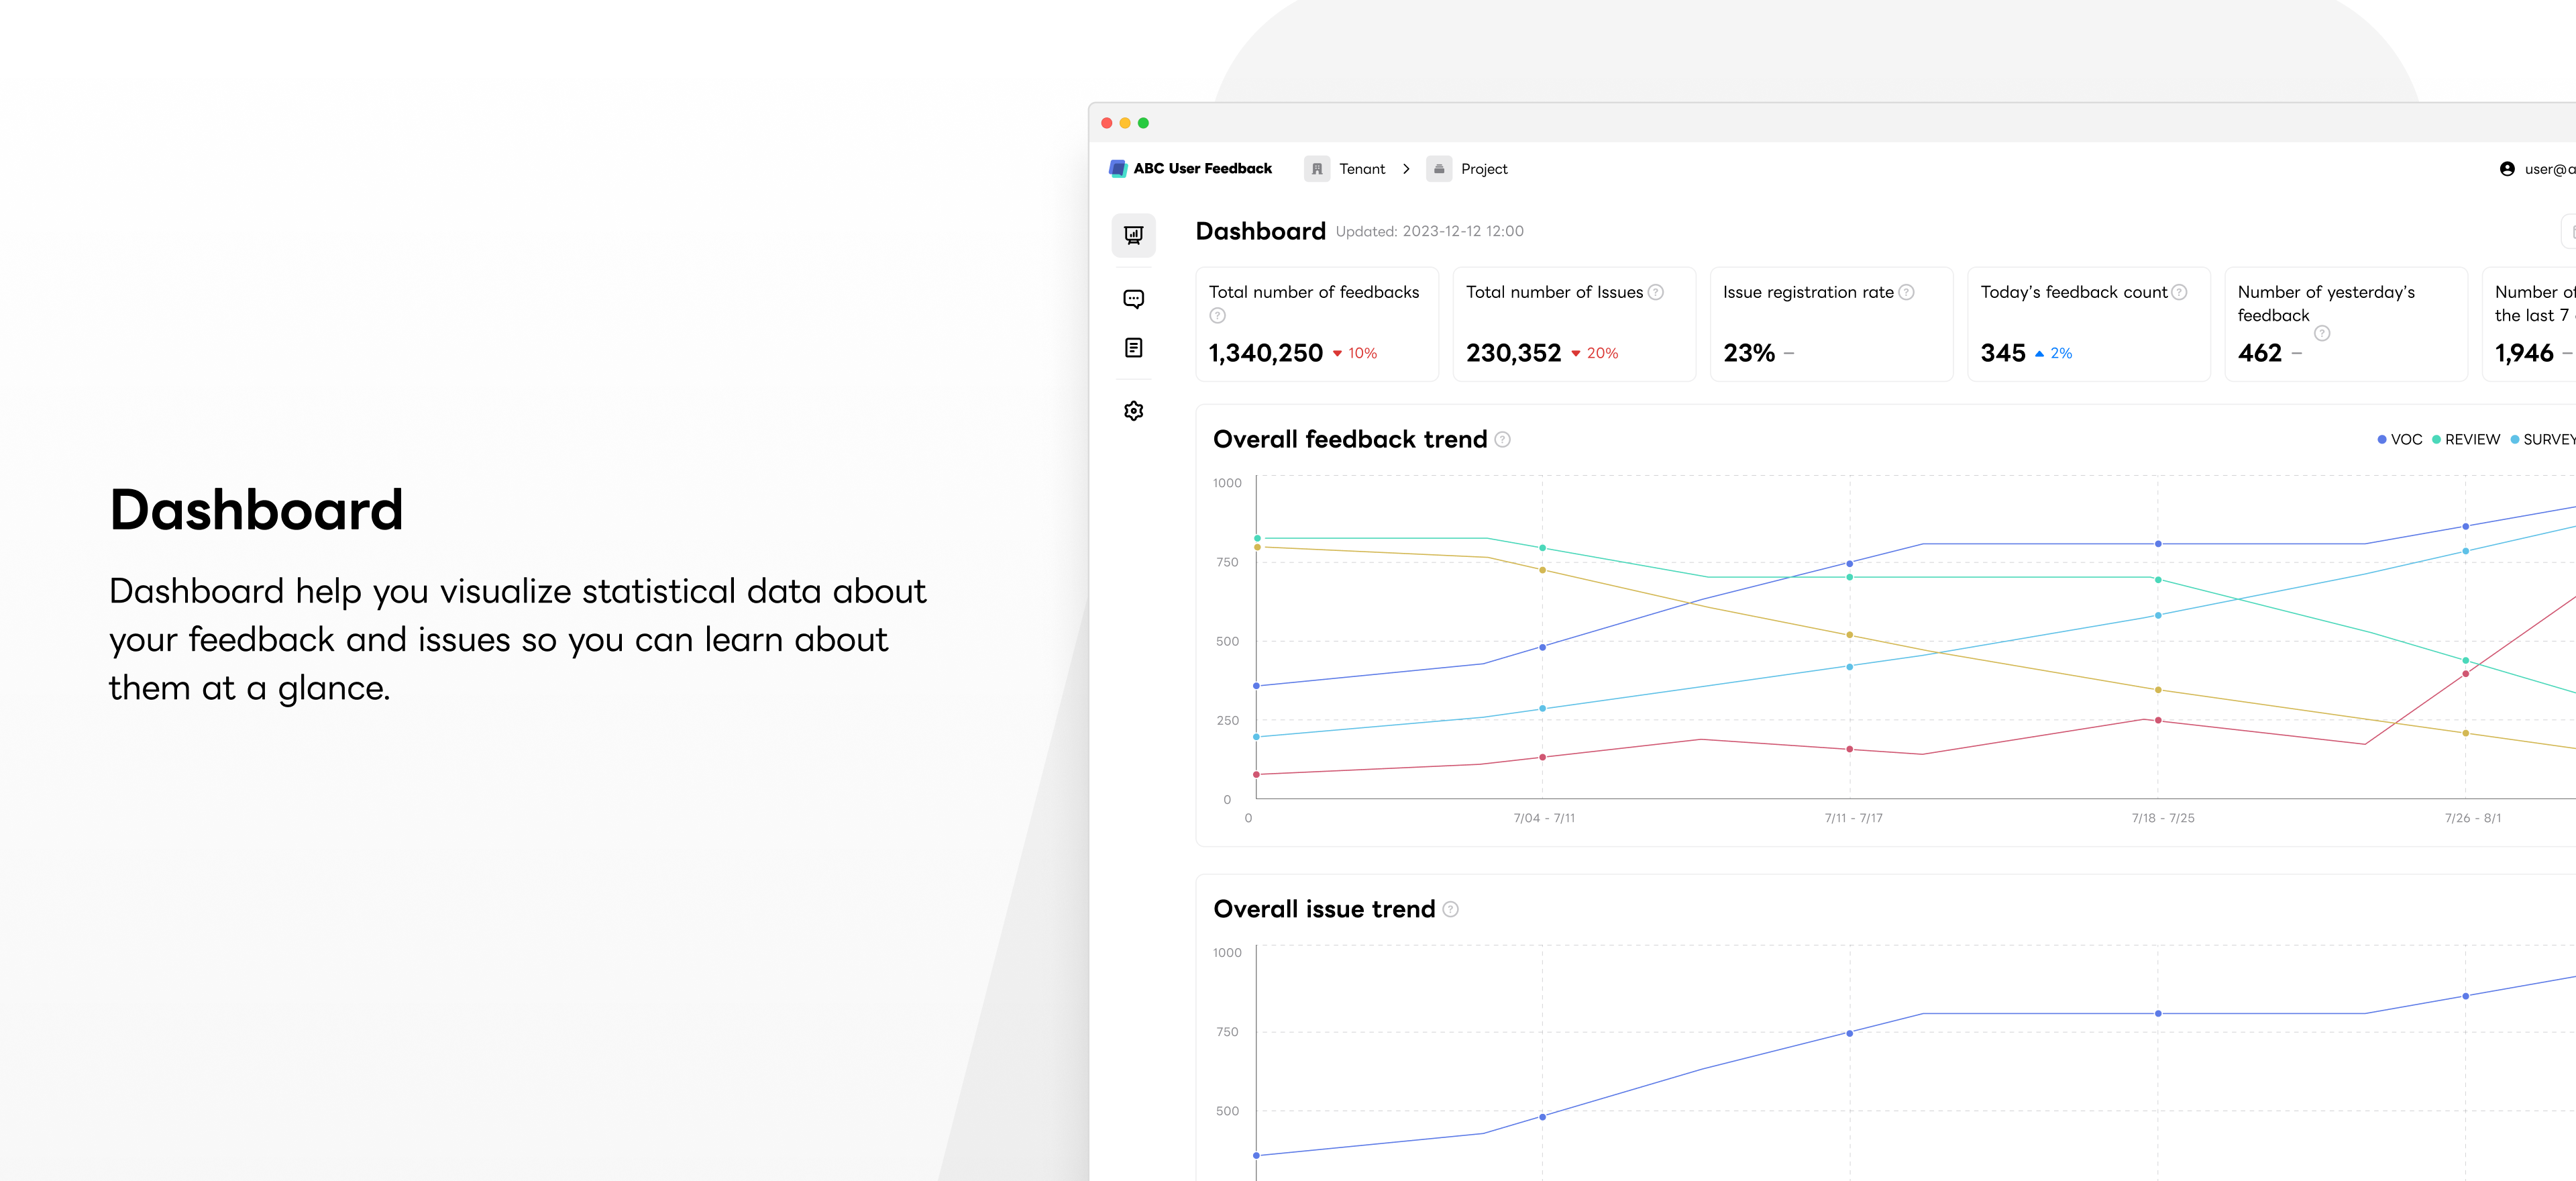 Dashboard
Dashboard help you visualize statistical data about
your feedback and issues so you can learn about
them at a glance.
ABC User Feedback
Tenant
Project
user@a
Dashboard Updated: 2023-12-12 12:00
Total number of feedbacks
1,340,250 10%
Total number of Issues
230,352 20%
Issue registration rate
23% –
Today's feedback count
345 2%
Number of yesterday's
feedback
462 –
Number of
the last 7
1,946 –
Overall feedback trend
VOC REVIEW SURVEY
1000
750
500
250
0
0 7/04 - 7/11 7/11 - 7/17 7/18 - 7/25 7/26 - 8/1
Overall issue trend
1000
750
500